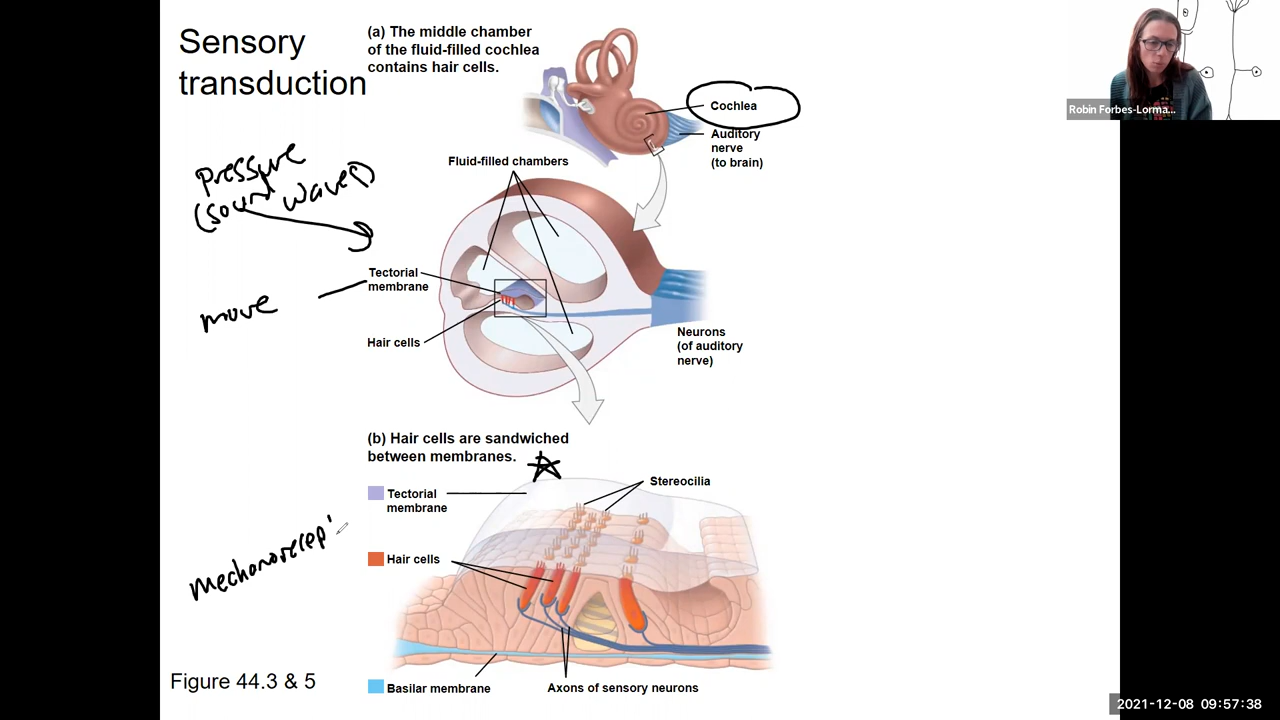 Sensory
transduction
(a) The middle chamber
of the fluid-filled cochlea
contains hair cells.
Cochlea
Auditory
nerve
(to brain)
Robin Forbes-Lorma...
pressure
(sound waves)
Fluid-filled chambers
Tectorial
membrane
move
Hair cells
Neurons
(of auditory
nerve)
(b) Hair cells are sandwiched
between membranes.
Stereocilia
Tectorial
membrane
Hair cells
mechanorecep
Basilar membrane
Axons of sensory neurons
Figure 44.3 & 5
2021-12-08 09:57:38